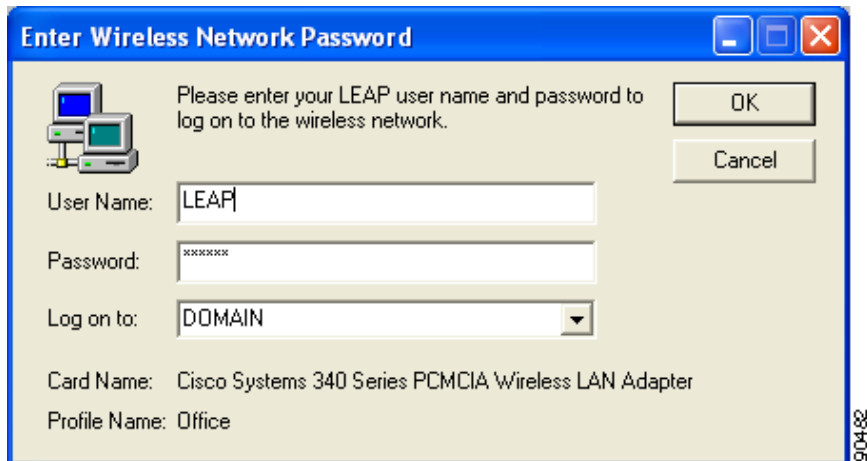 Enter Wireless Network Password
Please enter your LEAP user name and password to
log on to the wireless network.
OK
Cancel
User Name: LEAP
Password: ******
Log on to: DOMAIN
Card Name: Cisco Systems 340 Series PCMCIA Wireless LAN Adapter
Profile Name: Office
90482